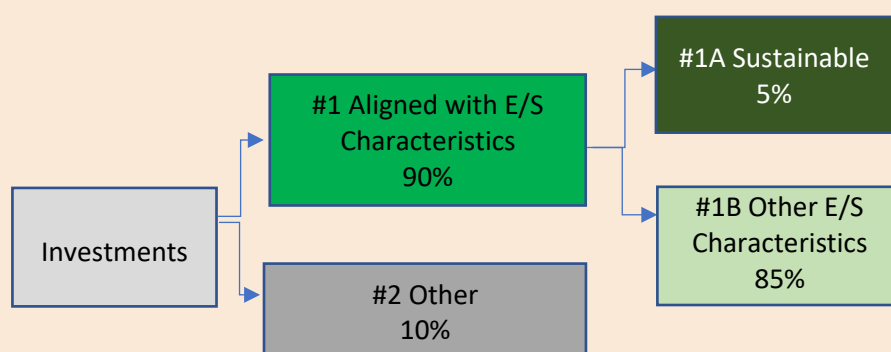 Investments
#1 Aligned with E/S
Characteristics
90%
#2 Other
10%
#1A Sustainable
5%
#1B Other E/S
Characteristics
85%